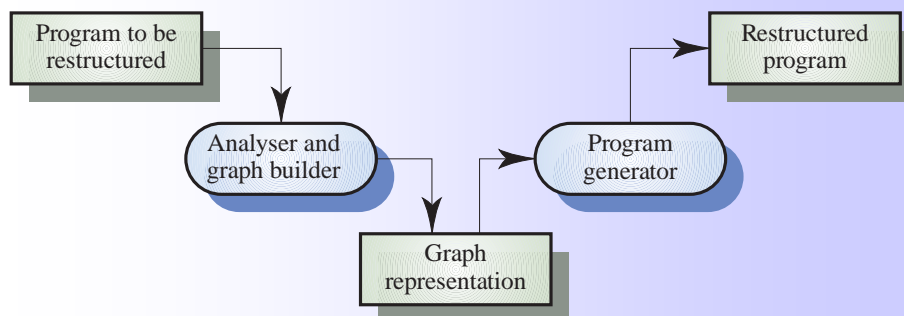 Program to be
restructured
Analyser and
graph builder
Graph
representation
Program
generator
Restructured
program